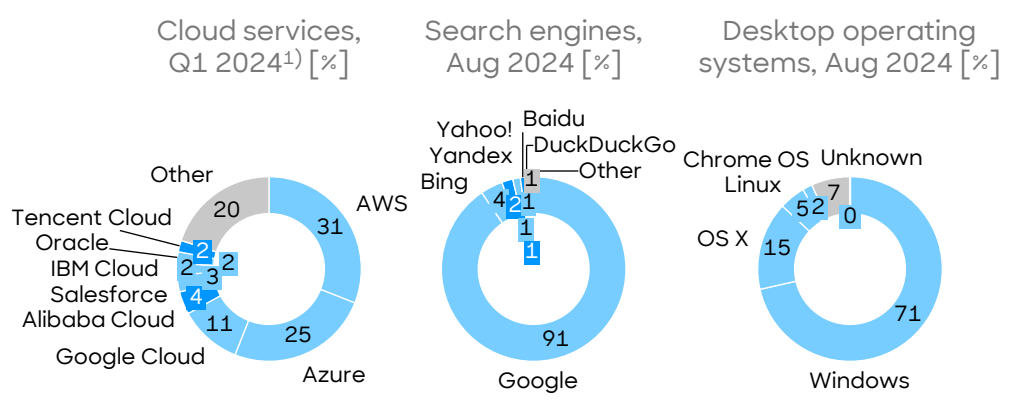 Cloud services,
Q1 2024¹⁾ [%]
Other
20
AWS
31
Tencent Cloud
2
Oracle
2
2
IBM Cloud
3
Salesforce
4
Alibaba Cloud
11
25
Google Cloud
Azure
Search engines,
Aug 2024 [%]
Baidu
Yahoo!
DuckDuckGo
Yandex
Other
Bing
1
4
2
1
1
1
91
Google
Desktop operating
systems, Aug 2024 [%]
Chrome OS
Unknown
Linux
7
5
2
0
OS X
15
71
Windows